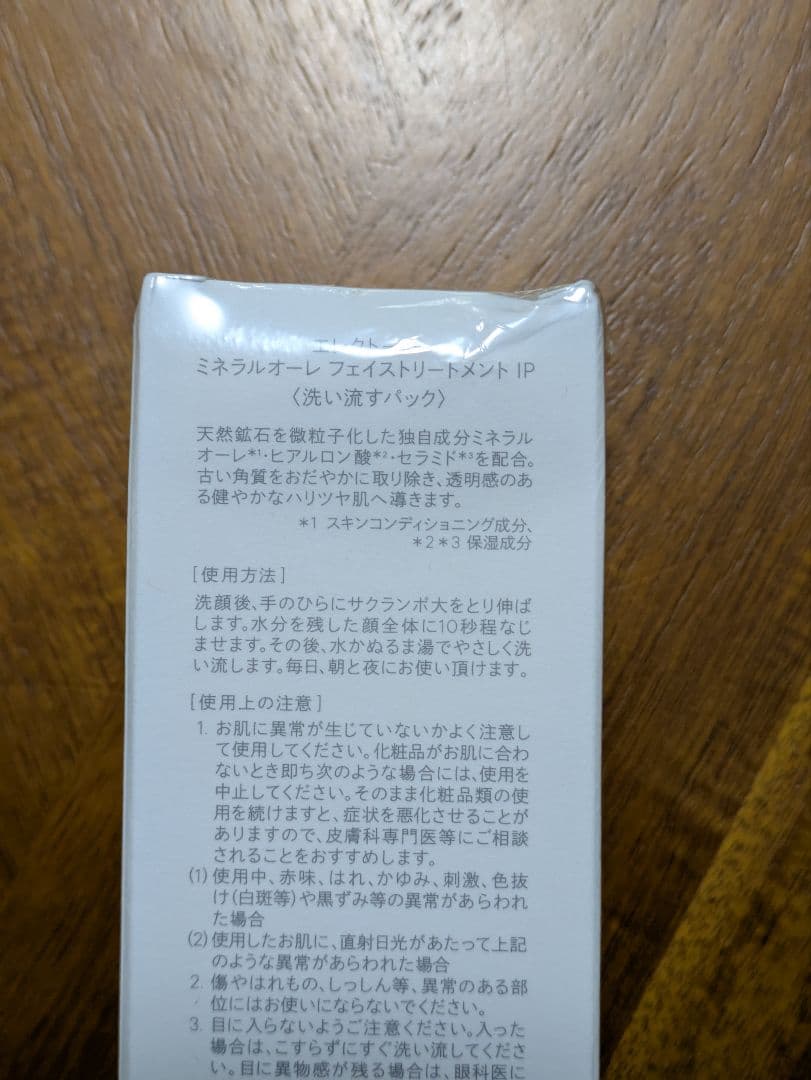 エレクトー
ミネラルオーレ フェイストリートメント IP
〈洗い流すパック〉
天然鉱石を微粒子化した独自成分ミネラル
オーレ*1・ヒアルロン酸*2・セラミド*3を配合。
古い角質をおだやかに取り除き、透明感のあ
る健やかなハリツヤ肌へ導きます。
*1 スキンコンディショニング成分、
*2*3 保湿成分
[使用方法]
洗顔後、手のひらにサクランボ大をとり伸ば
します。水分を残した顔全体に10秒程なじ
ませます。その後、水かぬるま湯でやさしく洗
い流します。毎日、朝と夜にお使い頂けます。
[使用上の注意]
1. お肌に異常が生じていないかよく注意し
て使用してください。化粧品がお肌に合わ
ないとき即ち次のような場合には、使用を
中止してください。そのまま化粧品類の使
用を続けますと、症状を悪化させることが
ありますので、皮膚科専門医等にご相談
されることをおすすめします。
(1) 使用中、赤味、はれ、かゆみ、刺激、色抜
け(白斑等)や黒ずみ等の異常があらわれ
た場合
(2) 使用したお肌に、直射日光があたって上記
のような異常があらわれた場合
2. 傷やはれもの、しっしん等、異常のある部
位にはお使いにならないでください。
3. 目に入らないようご注意ください。入った
場合は、こすらずにすぐ洗い流してくださ
い。目に異物感が残る場合は、眼科医に